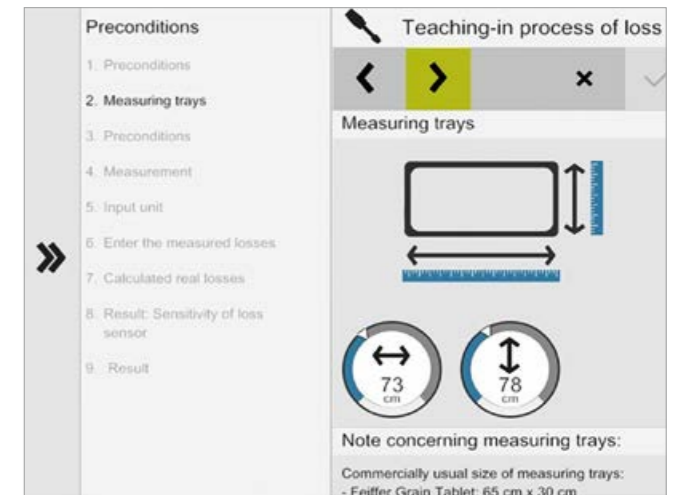 Preconditions
1. Preconditions
2. Measuring trays
3. Preconditions
4. Measurement
5. Input unit
6. Enter the measured losses
7. Calculated real losses
8. Result: Sensitivity of loss
sensor
9. Result
Teaching-in process of loss
Measuring trays
73
cm
78
cm
Note concerning measuring trays:
Commercially usual size of measuring trays:
- Feiffer Grain Tablet: 65 cm x 30 cm